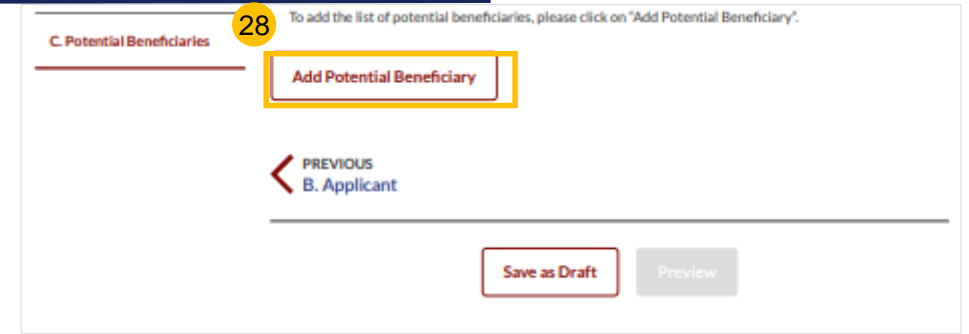 28
To add the list of potential beneficiaries, please click on "Add Potential Beneficiary".
C. Potential Beneficiaries
Add Potential Beneficiary
PREVIOUS
B. Applicant
Save as Draft
Preview